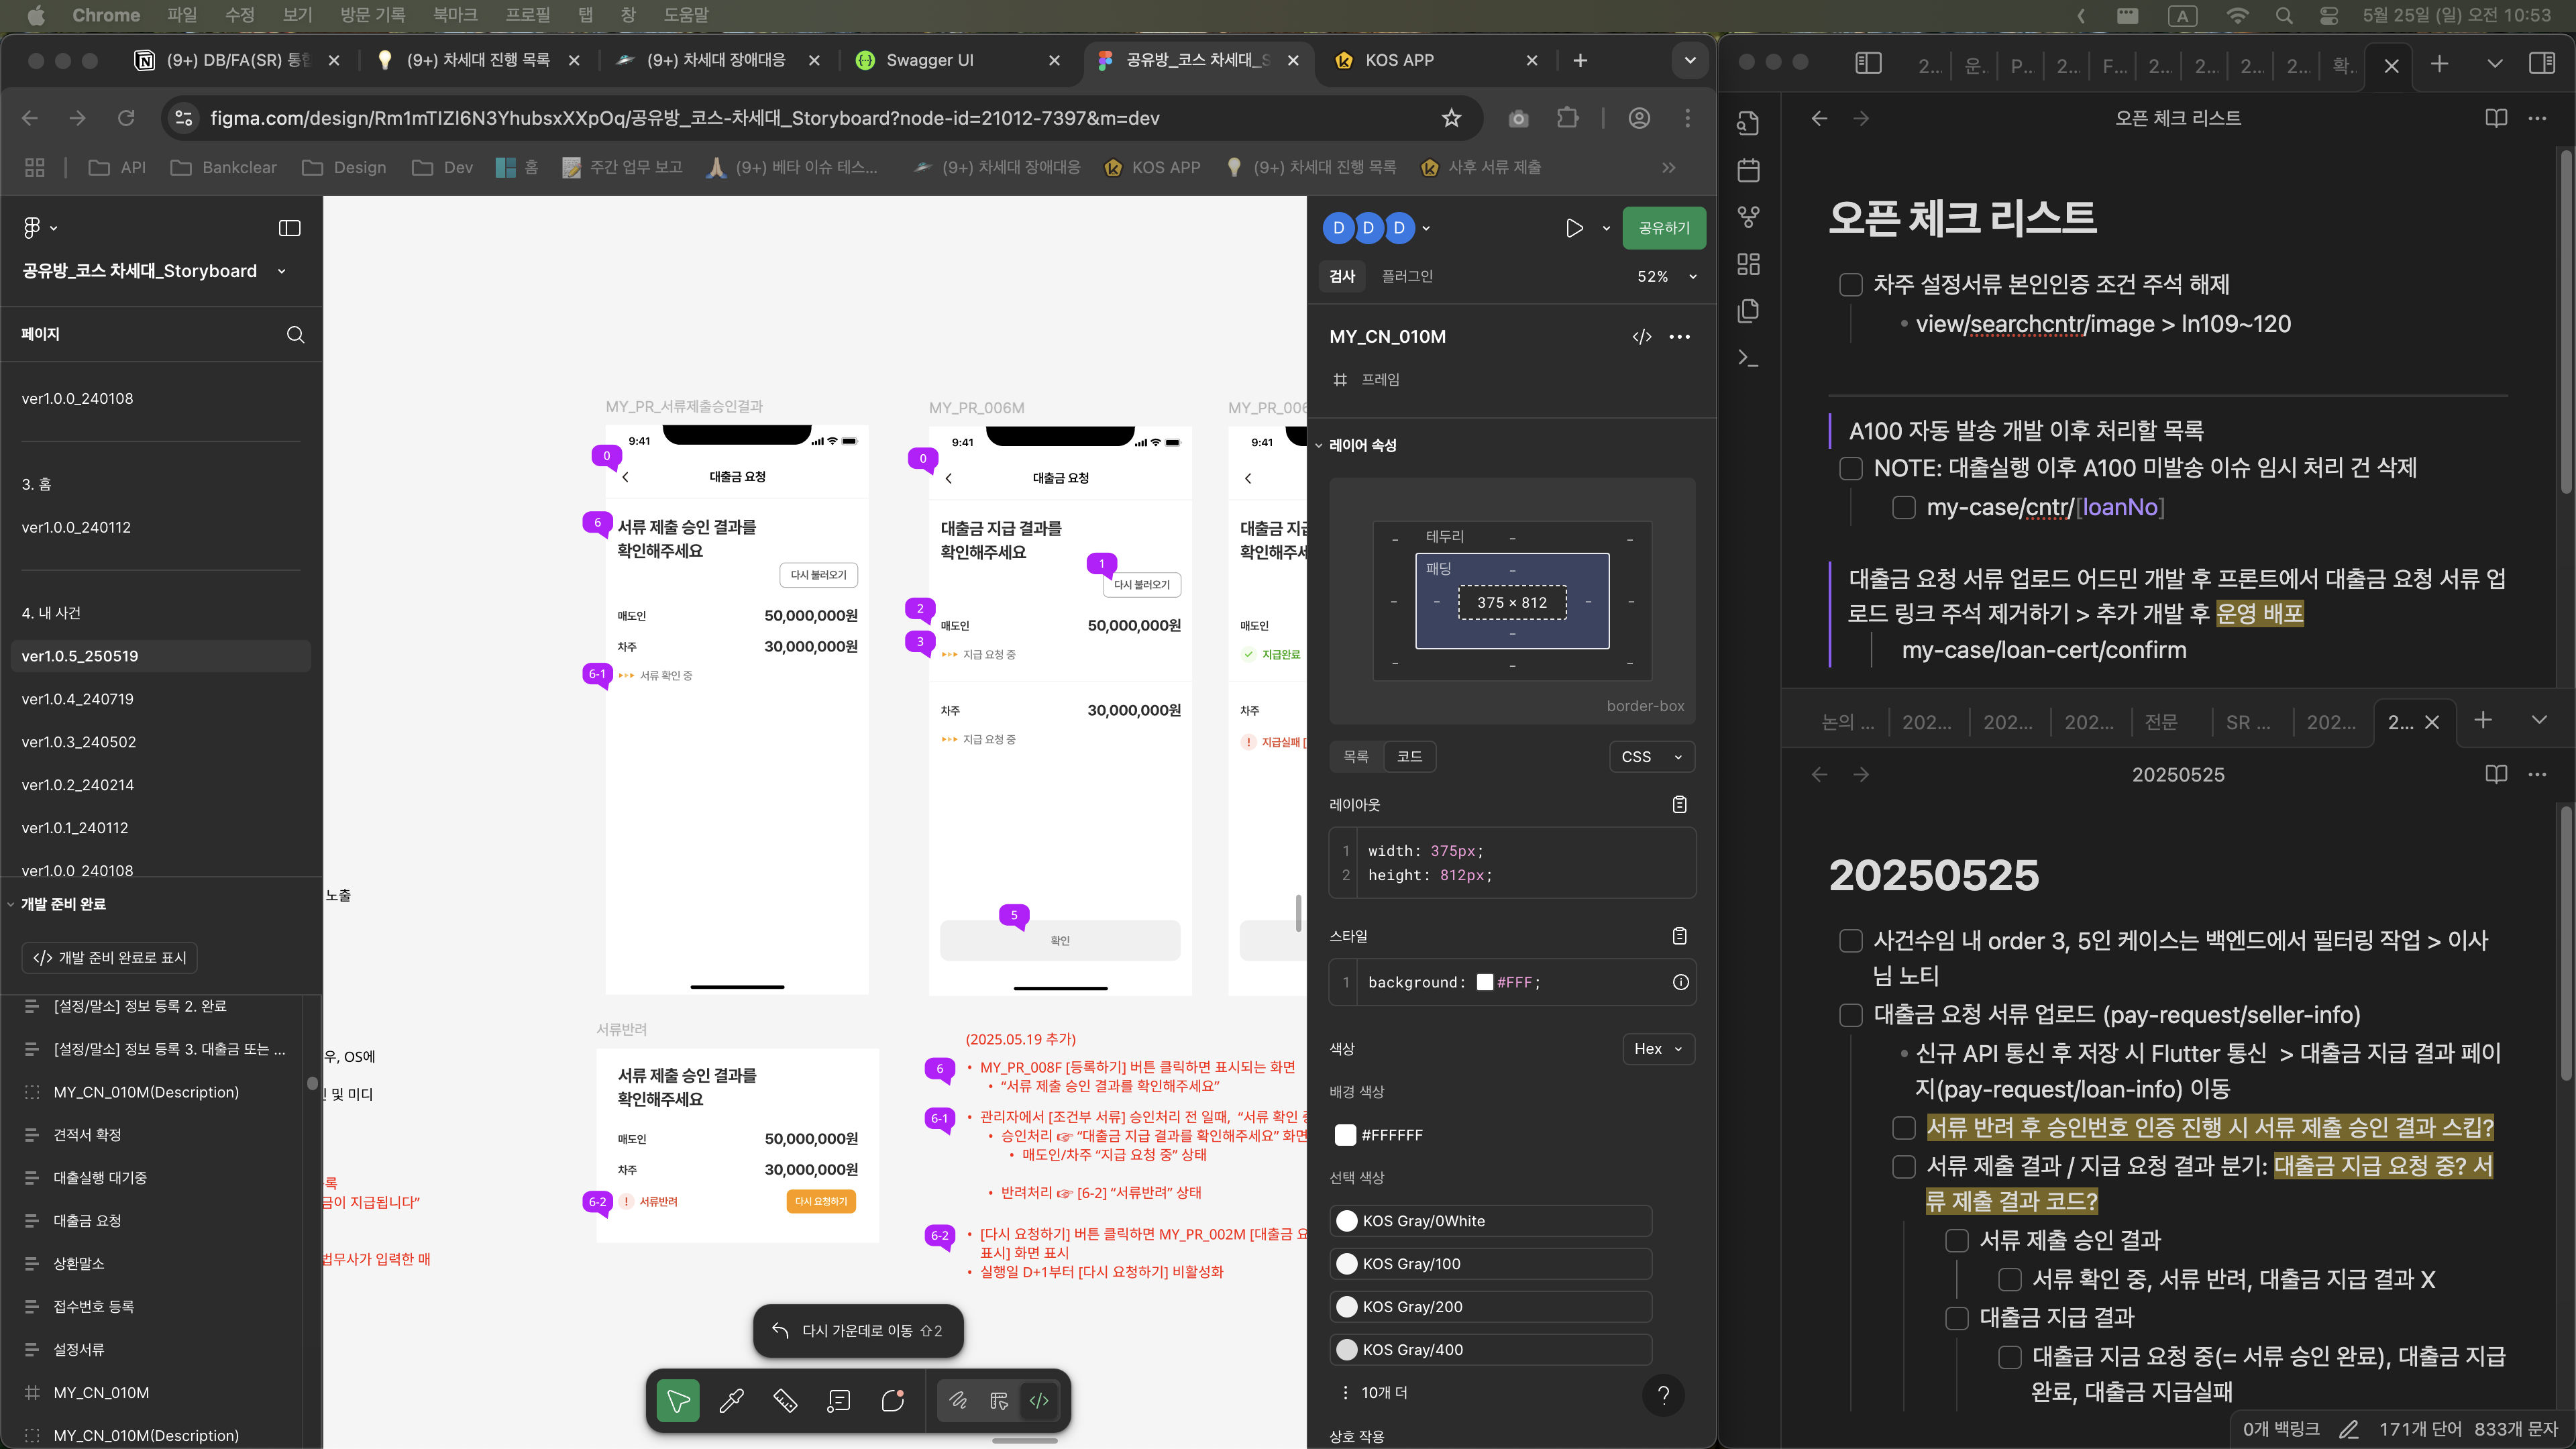 Chrome 파일 수정 보기 방문 기록 북마크 프로필 탭 창 도움말
A 5월 25일 (일) 오전 10:53
(9+) DB/FA(SR) 통합
(9+) 차세대 진행 목록
(9+) 차세대 장애대응
Swagger UI
공유방_코스 차세대_S
KOS APP
figma.com/design/Rm1mTIZl6N3YhubsxXXpOq/공유방_코스-차세대_Storyboard?node-id=21012-7397&m=dev
API Bankclear Design Dev 홈 주간 업무 보고 (9+) 베타 이슈 테스... (9+) 차세대 장애대응 KOS APP (9+) 차세대 진행 목록 사후 서류 제출
공유방_코스 차세대_Storyboard
페이지
ver1.0.0_240108
3. 홈
ver1.0.0_240112
4. 내 사건
ver1.0.5_250519
ver1.0.4_240719
ver1.0.3_240502
ver1.0.2_240214
ver1.0.1_240112
ver1.0.0_240108
개발 준비 완료
개발 준비 완료로 표시
[설정/말소] 정보 등록 2. 완료
[설정/말소] 정보 등록 3. 대출금 또는 ...
MY_CN_010M(Description)
견적서 확정
대출실행 대기중
대출금 요청
상환말소
접수번호 등록
설정서류
MY_CN_010M
MY_CN_010M(Description)
노출
우, OS에
및 미디
록
금이 지급됩니다”
법무사가 입력한 매
MY_PR_서류제출승인결과
9:41
0
대출금 요청
6
서류 제출 승인 결과를
확인해주세요
다시 불러오기
매도인 50,000,000원
차주 30,000,000원
6-1
서류 확인 중
MY_PR_006M
9:41
0
대출금 요청
대출금 지급 결과를
확인해주세요
1
다시 불러오기
2
매도인 50,000,000원
3
지급 요청 중
차주 30,000,000원
지급 요청 중
5
확인
MY_PR_006
9:41
대출금 지급
확인해주세
매도인
지급완료
차주
지급실패 [
서류반려
서류 제출 승인 결과를
확인해주세요
매도인 50,000,000원
차주 30,000,000원
6-2
서류반려
다시 요청하기
(2025.05.19 추가)
6
• MY_PR_008F [등록하기] 버튼 클릭하면 표시되는 화면
• “서류 제출 승인 결과를 확인해주세요”
6-1
• 관리자에서 [조건부 서류] 승인처리 전 일때, “서류 확인 중
• 승인처리 👉 “대출금 지급 결과를 확인해주세요” 화면
• 매도인/차주 “지급 요청 중” 상태
• 반려처리 👉 [6-2] “서류반려” 상태
6-2
• [다시 요청하기] 버튼 클릭하면 MY_PR_002M [대출금 요
표시] 화면 표시
• 실행일 D+1부터 [다시 요청하기] 비활성화
다시 가운데로 이동 ⇧2
D D D
공유하기
검사 플러그인 52%
MY_CN_010M
프레임
레이어 속성
테두리
패딩
375 × 812
border-box
목록 코드 CSS
레이아웃
1 width: 375px;
2 height: 812px;
스타일
1 background: #FFF;
색상 Hex
배경 색상
#FFFFFF
선택 색상
KOS Gray/0White
KOS Gray/100
KOS Gray/200
KOS Gray/400
10개 더
?
상호 작용
2... 운.. P... 2... F... 2... 2... 2... 2... 확..
오픈 체크 리스트
오픈 체크 리스트
차주 설정서류 본인인증 조건 주석 해제
• view/searchcntr/image > ln109~120
A100 자동 발송 개발 이후 처리할 목록
NOTE: 대출실행 이후 A100 미발송 이슈 임시 처리 건 삭제
my-case/cntr/[loanNo]
대출금 요청 서류 업로드 어드민 개발 후 프론트에서 대출금 요청 서류 업
로드 링크 주석 제거하기 > 추가 개발 후 운영 배포
my-case/loan-cert/confirm
논의 ... 202... 202... 202... 전문 SR ... 202... 2...
20250525
20250525
사건수임 내 order 3, 5인 케이스는 백엔드에서 필터링 작업 > 이사
님 노티
대출금 요청 서류 업로드 (pay-request/seller-info)
• 신규 API 통신 후 저장 시 Flutter 통신 > 대출금 지급 결과 페이
지(pay-request/loan-info) 이동
서류 반려 후 승인번호 인증 진행 시 서류 제출 승인 결과 스킵?
서류 제출 결과 / 지급 요청 결과 분기: 대출금 지급 요청 중? 서
류 제출 결과 코드?
서류 제출 승인 결과
서류 확인 중, 서류 반려, 대출금 지급 결과 X
대출금 지급 결과
대출급 지금 요청 중(= 서류 승인 완료), 대출금 지급
완료, 대출금 지급실패
0개 백링크 171개 단어 833개 문자